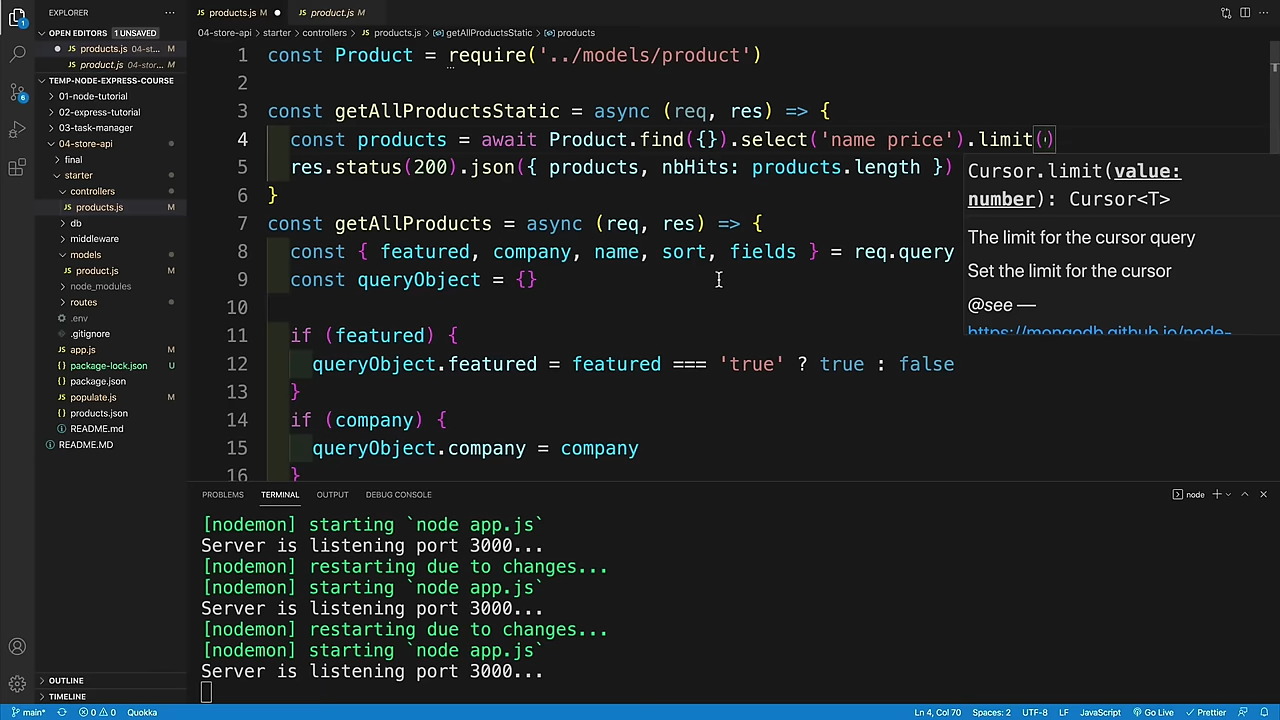 EXPLORER
···
OPEN EDITORS 1 UNSAVED
products.js 04-st... M
product.js 04-stor... M
TEMP-NODE-EXPRESS-COURSE
01-node-tutorial
02-express-tutorial
03-task-manager
04-store-api
final
starter
controllers
products.js M
db
middleware
models
product.js M
node_modules
routes
.env
.gitignore
app.js M
package-lock.json U
package.json
populate.js M
products.json
README.md
README.MD
OUTLINE
TIMELINE
1
6
products.js M
product.js M
04-store-api > starter > controllers > products.js > getAllProductsStatic > products
1 const Product = require('../models/product')
2
3 const getAllProductsStatic = async (req, res) => {
4 const products = await Product.find({}).select('name price').limit()
5 res.status(200).json({ products, nbHits: products.length })
6 }
7 const getAllProducts = async (req, res) => {
8 const { featured, company, name, sort, fields } = req.query
9 const queryObject = {}
10
11 if (featured) {
12 queryObject.featured = featured === 'true' ? true : false
13 }
14 if (company) {
15 queryObject.company = company
16 }
Cursor.limit(value:
number): Cursor<T>
The limit for the cursor query
Set the limit for the cursor
@see —
https://mongodb.github.io/node-
PROBLEMS TERMINAL OUTPUT DEBUG CONSOLE
node
[nodemon] starting `node app.js`
Server is listening port 3000...
[nodemon] restarting due to changes...
[nodemon] starting `node app.js`
Server is listening port 3000...
[nodemon] restarting due to changes...
[nodemon] starting `node app.js`
Server is listening port 3000...
main* 0 0 Quokka
Ln 4, Col 70 Spaces: 2 UTF-8 LF JavaScript Go Live Prettier